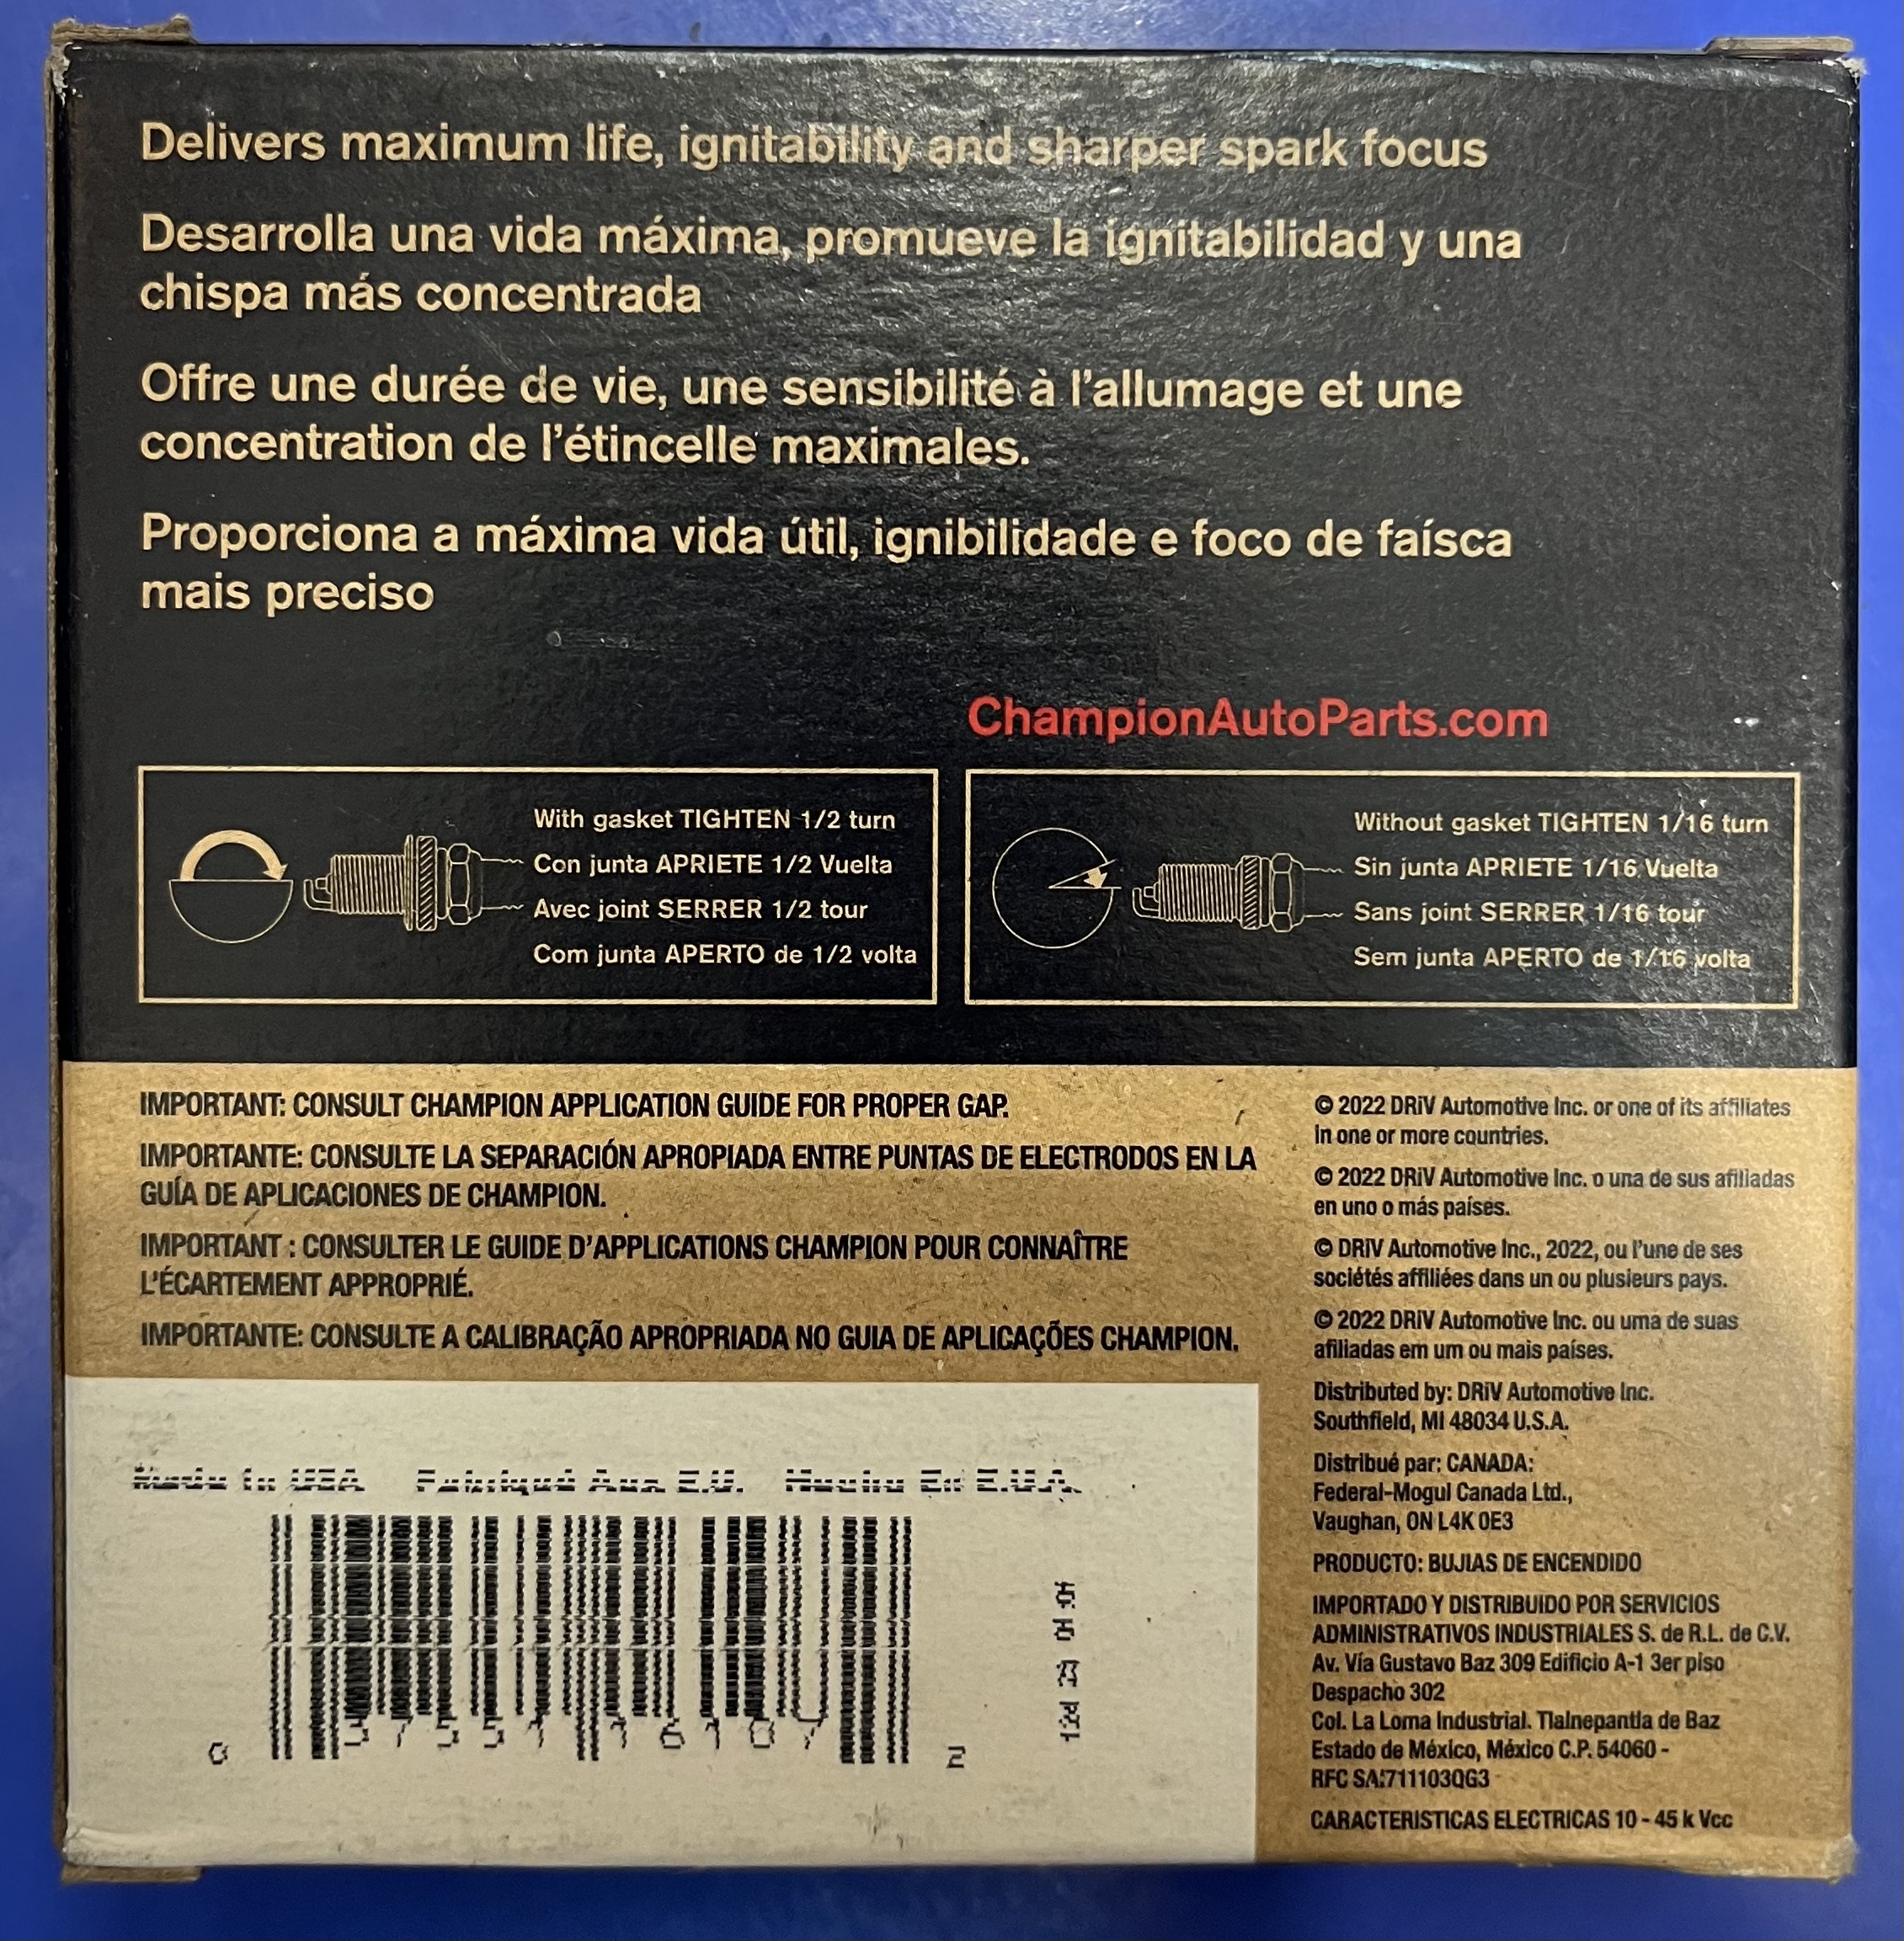 Delivers maximum life, ignitability and sharper spark focus
Desarrolla una vida máxima, promueve la ignitabilidad y una
chispa más concentrada
Offre une durée de vie, une sensibilité à l'allumage et une
concentration de l'étincelle maximales.
Proporciona a máxima vida útil, ignibilidade e foco de faísca
mais preciso
ChampionAutoParts.com
With gasket TIGHTEN 1/2 turn
Con junta APRIETE 1/2 Vuelta
Avec joint SERRER 1/2 tour
Com junta APERTO de 1/2 volta
Without gasket TIGHTEN 1/16 turn
Sin junta APRIETE 1/16 Vuelta
Sans joint SERRER 1/16 tour
Sem junta APERTO de 1/16 volta
IMPORTANT: CONSULT CHAMPION APPLICATION GUIDE FOR PROPER GAP.
IMPORTANTE: CONSULTE LA SEPARACIÓN APROPIADA ENTRE PUNTAS DE ELECTRODOS EN LA
GUÍA DE APLICACIONES DE CHAMPION.
IMPORTANT : CONSULTER LE GUIDE D'APPLICATIONS CHAMPION POUR CONNAÎTRE
L'ÉCARTEMENT APPROPRIÉ.
IMPORTANTE: CONSULTE A CALIBRAÇÃO APROPRIADA NO GUIA DE APLICAÇÕES CHAMPION.
Made In USA Fabriqué Aux E.U. Hecho En E.U.A.
0 2
© 2022 DRiV Automotive Inc. or one of its affiliates
in one or more countries.
© 2022 DRiV Automotive Inc. o una de sus afiliadas
en uno o más países.
© DRiV Automotive Inc., 2022, ou l'une de ses
sociétés affiliées dans un ou plusieurs pays.
© 2022 DRiV Automotive Inc. ou uma de suas
afiliadas em um ou mais países.
Distributed by: DRiV Automotive Inc.
Southfield, MI 48034 U.S.A.
Distribué par: CANADA:
Federal-Mogul Canada Ltd.,
Vaughan, ON L4K 0E3
PRODUCTO: BUJIAS DE ENCENDIDO
IMPORTADO Y DISTRIBUIDO POR SERVICIOS
ADMINISTRATIVOS INDUSTRIALES S. de R.L. de C.V.
Av. Vía Gustavo Baz 309 Edificio A-1 3er piso
Despacho 302
Col. La Loma Industrial. Tlalnepantla de Baz
Estado de México, México C.P. 54060 -
RFC SAI711103QG3
CARACTERISTICAS ELECTRICAS 10 - 45 k Vcc